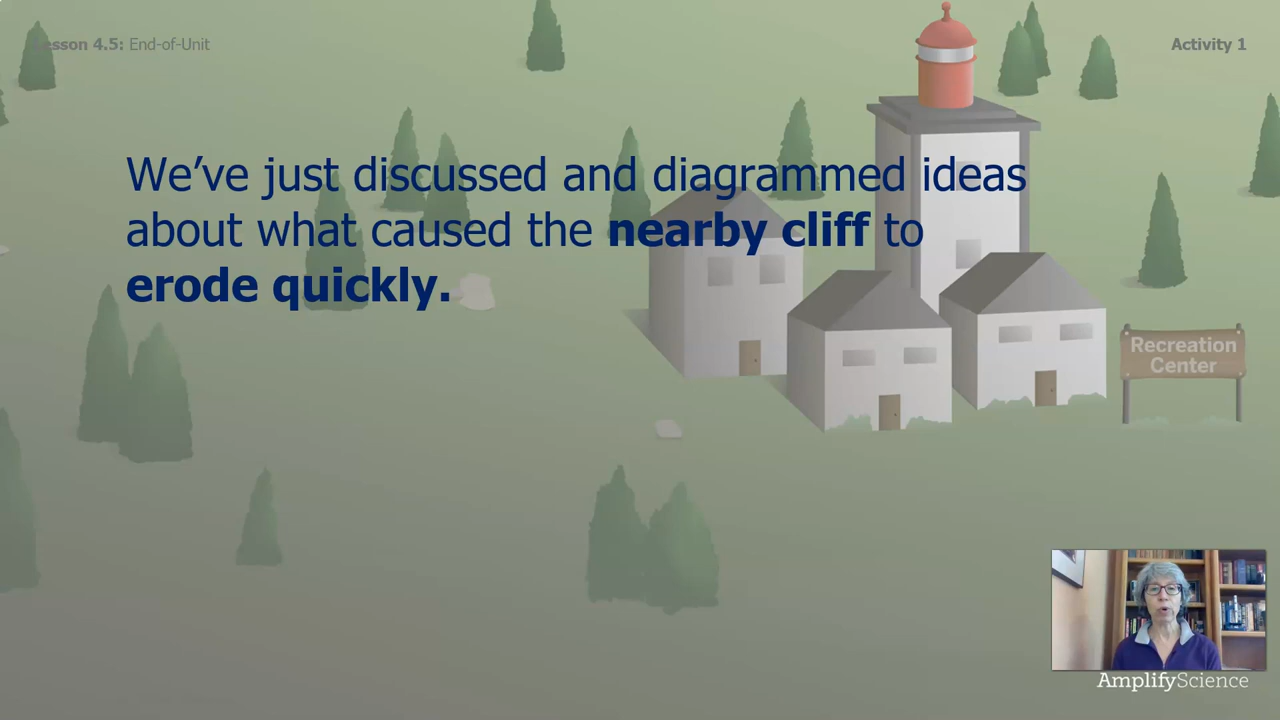 Lesson 4.5: End-of-Unit
Activity 1
We’ve just discussed and diagrammed ideas
about what caused the nearby cliff to
erode quickly.
Recreation
Center
AmplifyScience